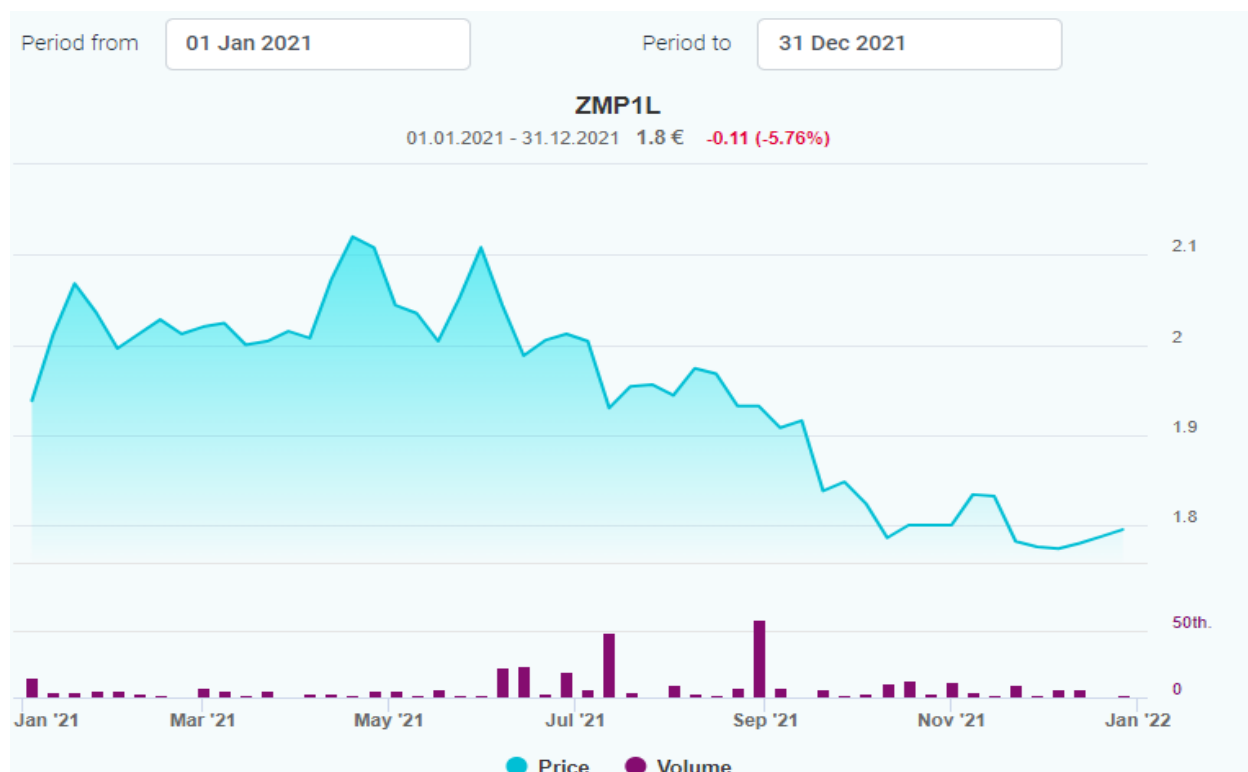 Period from 01 Jan 2021 Period to 31 Dec 2021
ZMP1L
01.01.2021 - 31.12.2021 1.8 € -0.11 (-5.76%)
2.1
2
1.9
1.8
50th.
0
Jan '21 Mar '21 May '21 Jul '21 Sep '21 Nov '21 Jan '22
Price Volume